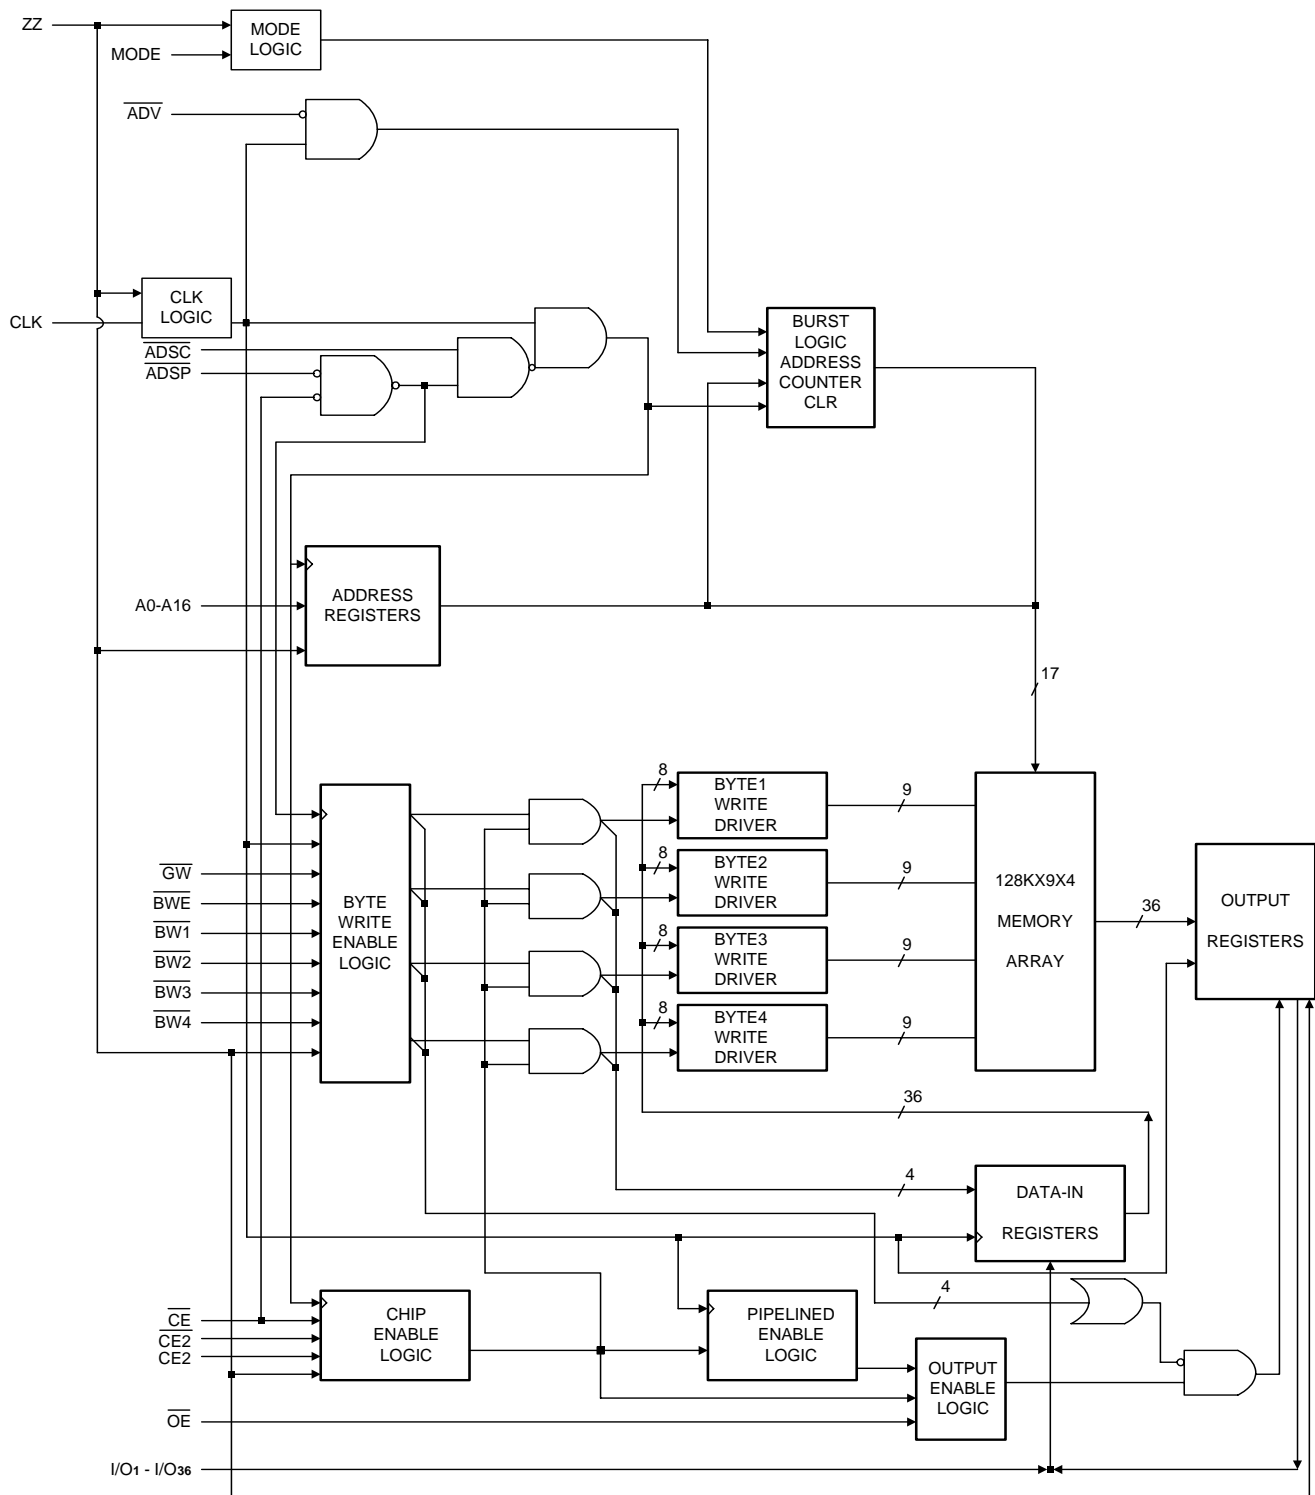 ZZ
MODE
MODE
LOGIC
ADV
CLK
CLK
LOGIC
ADSC
ADSP
BURST
LOGIC
ADDRESS
COUNTER
CLR
A0-A16
ADDRESS
REGISTERS
17
GW
BWE
BW1
BW2
BW3
BW4
BYTE
WRITE
ENABLE
LOGIC
8
BYTE1
WRITE
DRIVER
9
8
BYTE2
WRITE
DRIVER
9
8
BYTE3
WRITE
DRIVER
9
8
BYTE4
WRITE
DRIVER
9
128KX9X4
MEMORY
ARRAY
36
OUTPUT
REGISTERS
36
4
DATA-IN
REGISTERS
4
CE
CE2
CE2
CHIP
ENABLE
LOGIC
PIPELINED
ENABLE
LOGIC
OUTPUT
ENABLE
LOGIC
OE
I/O1 - I/O36